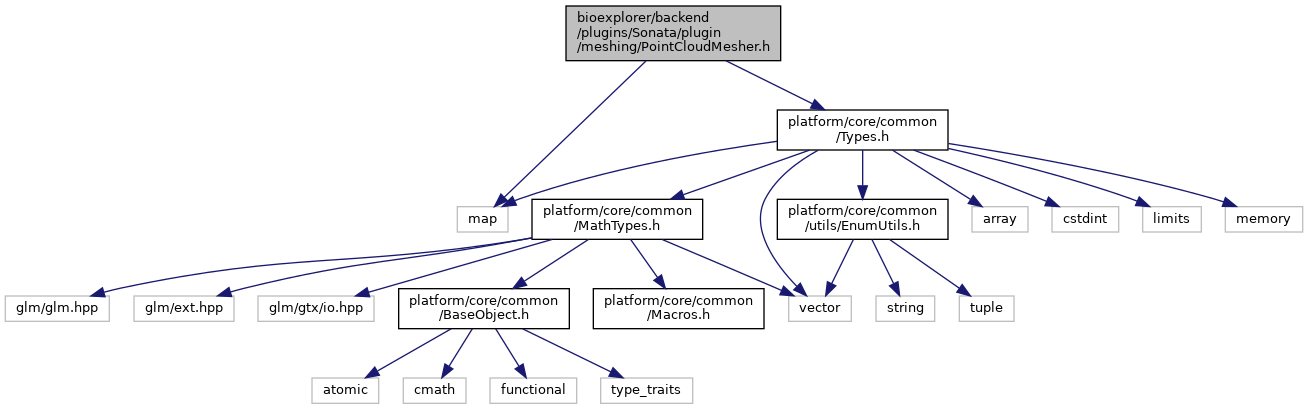 bioexplorer/backend
/plugins/Sonata/plugin
/meshing/PointCloudMesher.h
platform/core/common
/Types.h
map
platform/core/common
/MathTypes.h
platform/core/common
/utils/EnumUtils.h
array
cstdint
limits
memory
glm/glm.hpp
glm/ext.hpp
glm/gtx/io.hpp
platform/core/common
/BaseObject.h
platform/core/common
/Macros.h
vector
string
tuple
atomic
cmath
functional
type_traits